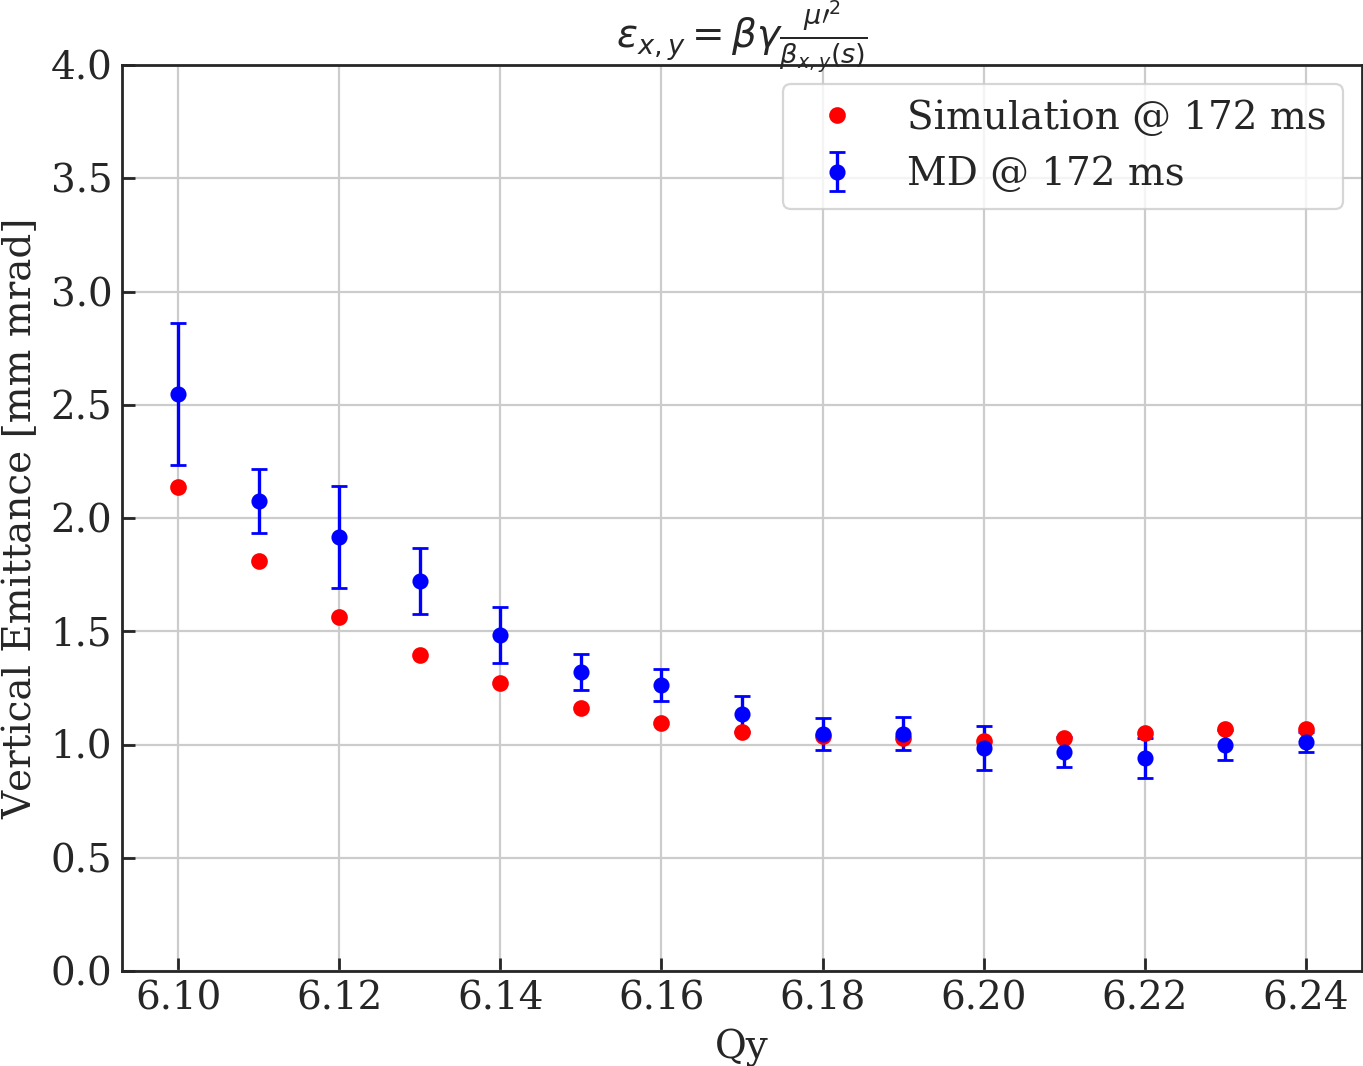 εx,y = βγ μ′²/βx,y(s)
Simulation @ 172 ms
MD @ 172 ms
Vertical Emittance [mm mrad]
4.0
3.5
3.0
2.5
2.0
1.5
1.0
0.5
0.0
6.10 6.12 6.14 6.16 6.18 6.20 6.22 6.24
Qy